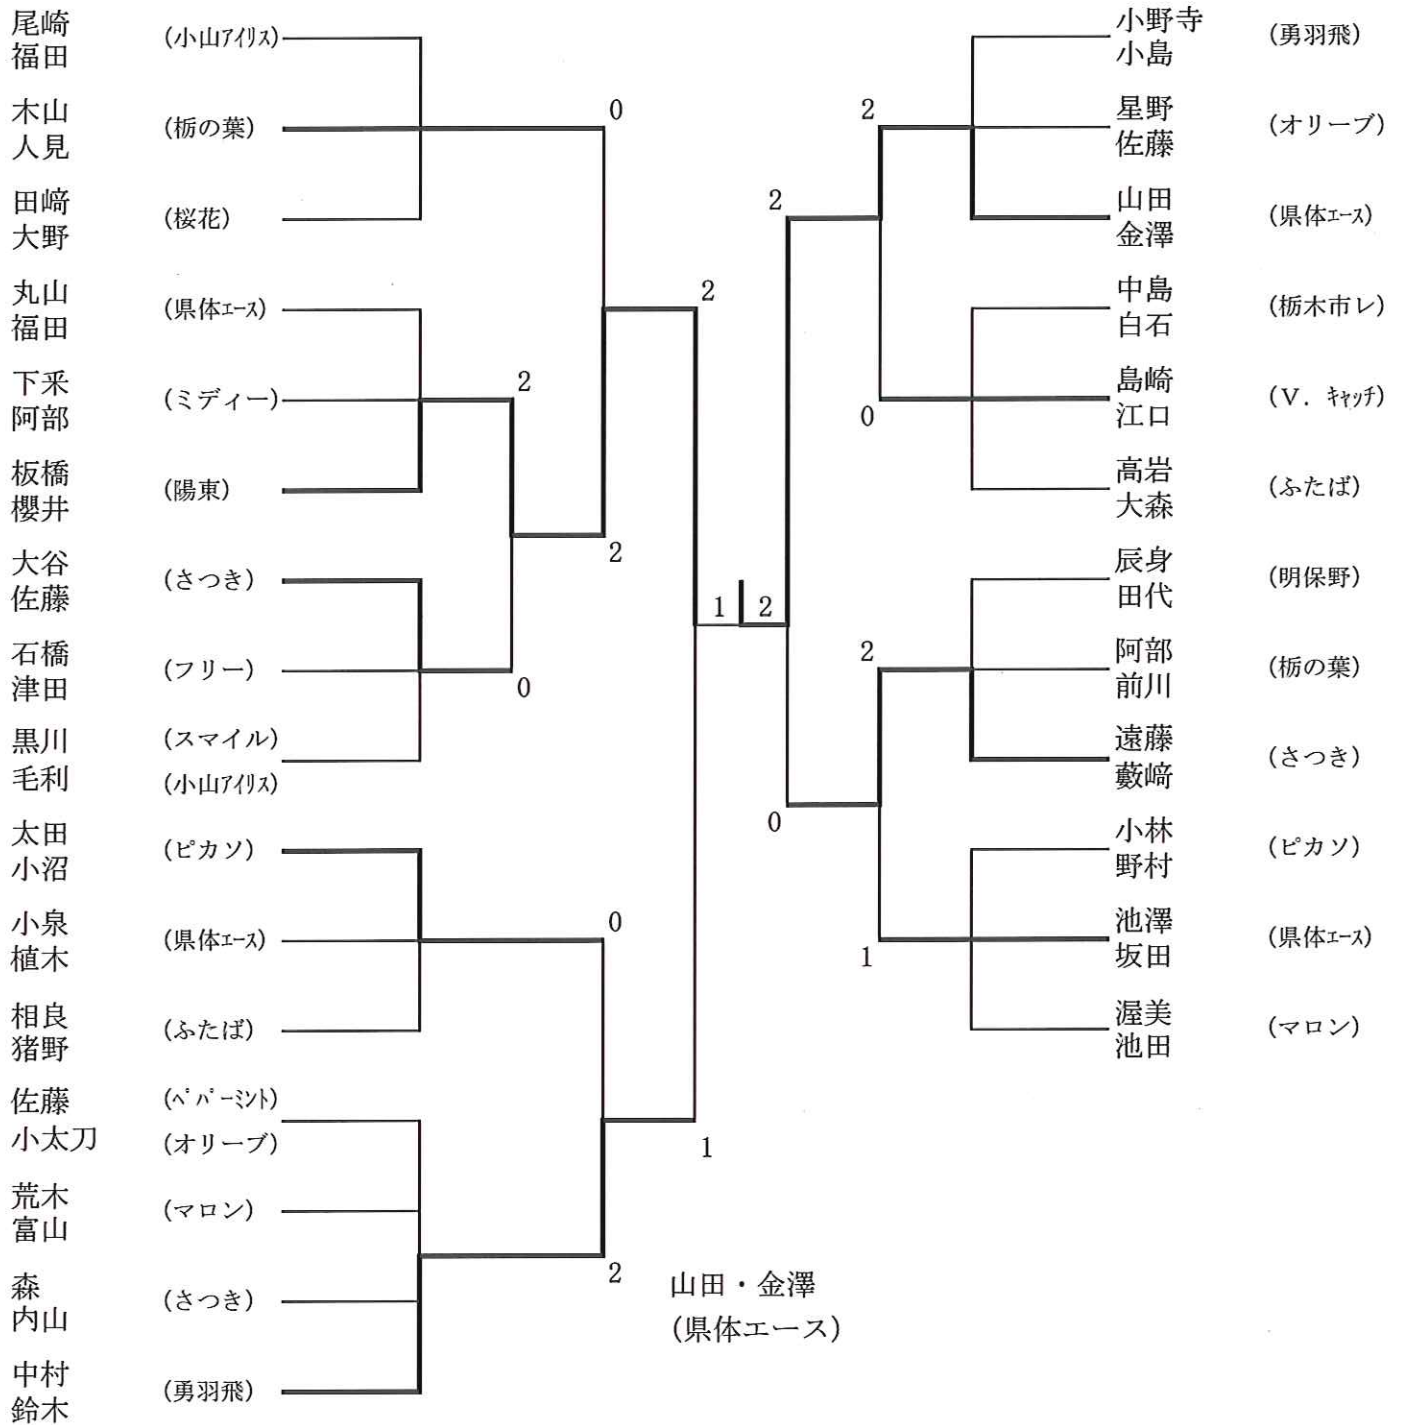 尾崎
福田
(小山アイリス)
木山
人見
(栃の葉)
田﨑
大野
(桜花)
丸山
福田
(県体エース)
下釆
阿部
(ミディー)
板橋
櫻井
(陽東)
大谷
佐藤
(さつき)
石橋
津田
(フリー)
黒川
毛利
(スマイル)
(小山アイリス)
太田
小沼
(ピカソ)
小泉
植木
(県体エース)
相良
猪野
(ふたば)
佐藤
小太刀
(ペパーミント)
(オリーブ)
荒木
富山
(マロン)
森
内山
(さつき)
中村
鈴木
(勇羽飛)
0
2
2
0
2
0
2
1
1
2
2
0
2
0
2
1
小野寺
小島
(勇羽飛)
星野
佐藤
(オリーブ)
山田
金澤
(県体エース)
中島
白石
(栃木市レ)
島崎
江口
(V．キャッチ)
高岩
大森
(ふたば)
辰身
田代
(明保野)
阿部
前川
(栃の葉)
遠藤
藪﨑
(さつき)
小林
野村
(ピカソ)
池澤
坂田
(県体エース)
渥美
池田
(マロン)
山田・金澤
(県体エース)